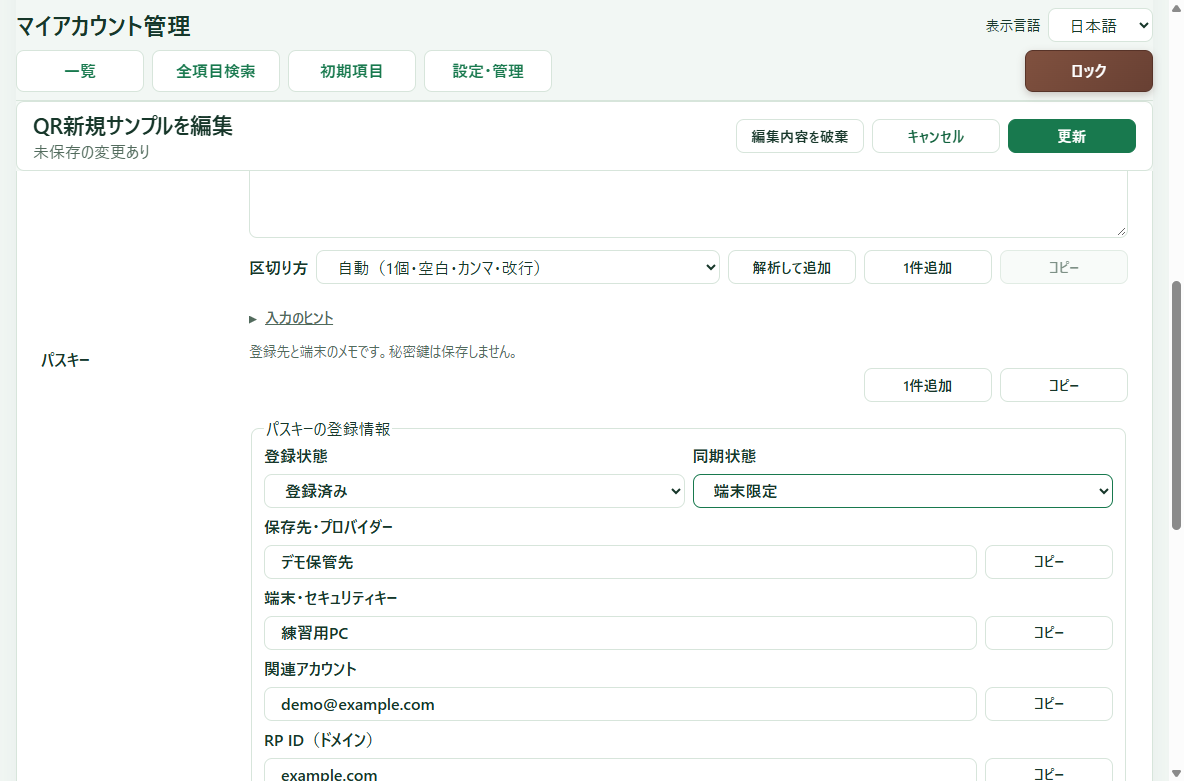 マイアカウント管理
表示言語 日本語
一覧 全項目検索 初期項目 設定・管理 ロック
QR新規サンプルを編集
未保存の変更あり
編集内容を破棄 キャンセル 更新
区切り方 自動（1個・空白・カンマ・改行） 解析して追加 1件追加 コピー
▶ 入力のヒント
パスキー
登録先と端末のメモです。秘密鍵は保存しません。
1件追加 コピー
パスキーの登録情報
登録状態 同期状態
登録済み 端末限定
保存先・プロバイダー
デモ保管先 コピー
端末・セキュリティキー
練習用PC コピー
関連アカウント
demo@example.com コピー
RP ID（ドメイン）
example.com コピー